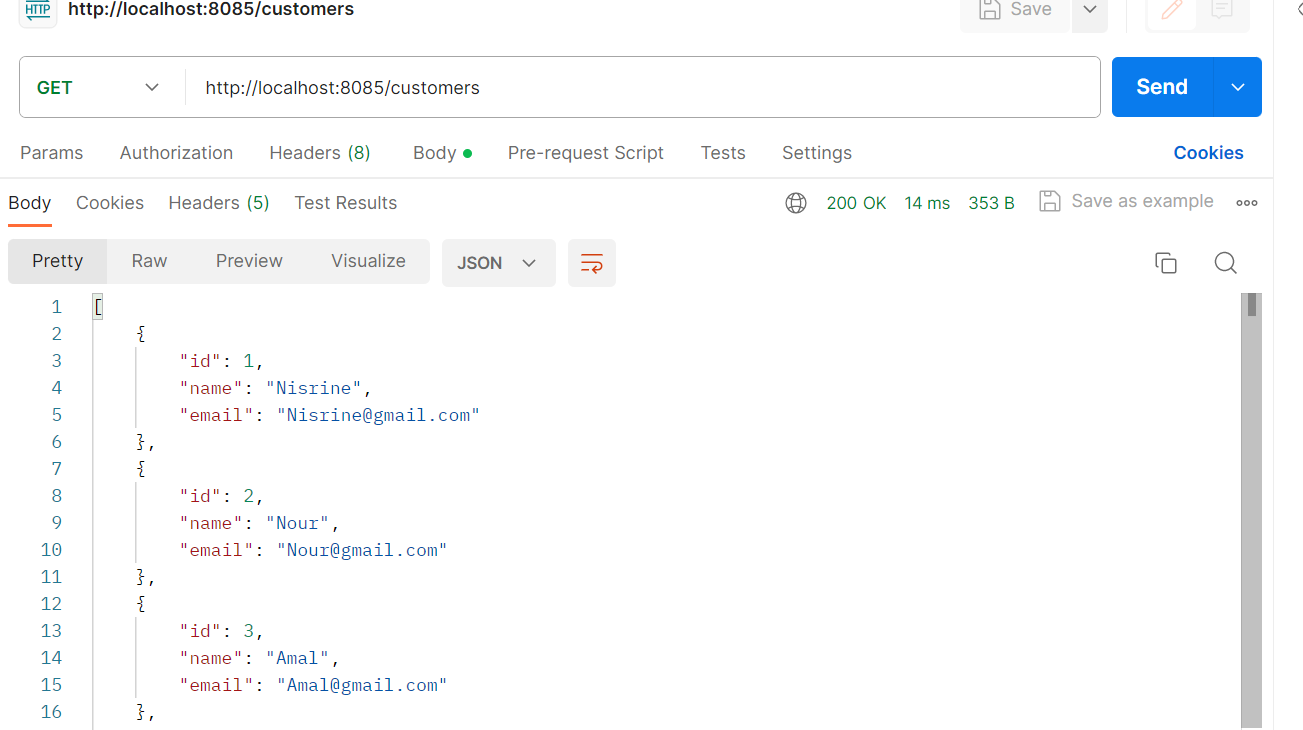 HTTP http://localhost:8085/customers Save
GET http://localhost:8085/customers Send
Params Authorization Headers (8) Body Pre-request Script Tests Settings Cookies
Body Cookies Headers (5) Test Results 200 OK 14 ms 353 B Save as example
Pretty Raw Preview Visualize JSON
1 [
2 {
3 "id": 1,
4 "name": "Nisrine",
5 "email": "Nisrine@gmail.com"
6 },
7 {
8 "id": 2,
9 "name": "Nour",
10 "email": "Nour@gmail.com"
11 },
12 {
13 "id": 3,
14 "name": "Amal",
15 "email": "Amal@gmail.com"
16 },